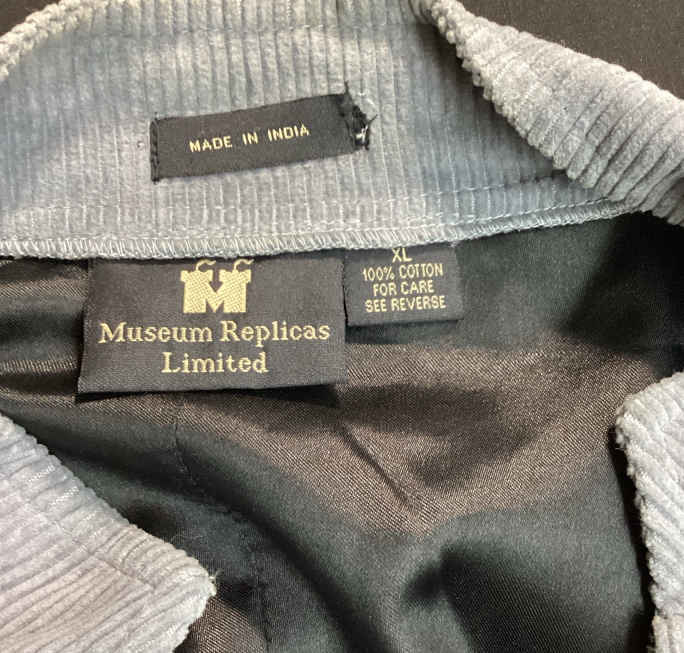 MADE IN INDIA
M
Museum Replicas
Limited
XL
100% COTTON
FOR CARE
SEE REVERSE